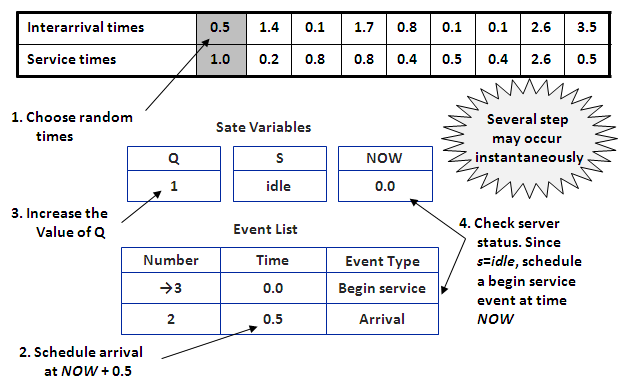 Interarrival times 0.5 1.4 0.1 1.7 0.8 0.1 0.1 2.6 3.5
Service times 1.0 0.2 0.8 0.8 0.4 0.5 0.4 2.6 0.5
1. Choose random
times
Sate Variables
Several step
may occur
instantaneously
Q S NOW
1 idle 0.0
3. Increase the
Value of Q
Event List
4. Check server
status. Since
s=idle, schedule
a begin service
event at time
NOW
Number Time Event Type
→3 0.0 Begin service
2 0.5 Arrival
2. Schedule arrival
at NOW + 0.5